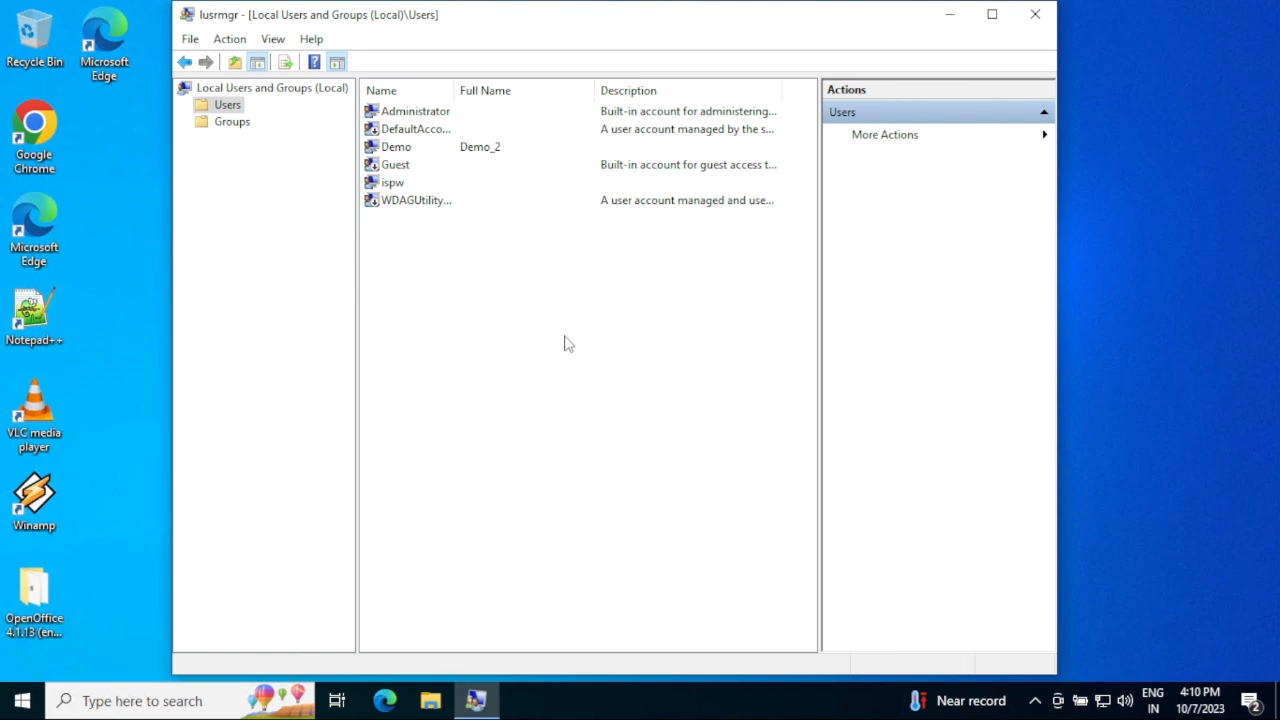 lusrmgr - [Local Users and Groups (Local)\Users]
File Action View Help
Local Users and Groups (Local)
Users
Groups
Name Full Name Description
Administrator Built-in account for administering...
DefaultAcco... A user account managed by the s...
Demo Demo_2
Guest Built-in account for guest access t...
ispw
WDAGUtility... A user account managed and use...
Actions
Users
More Actions
Recycle Bin
Microsoft
Edge
Google
Chrome
Microsoft
Edge
Notepad++
VLC media
player
Winamp
OpenOffice
4.1.13 (en...
Type here to search
Near record
ENG
IN
4:10 PM
10/7/2023
2